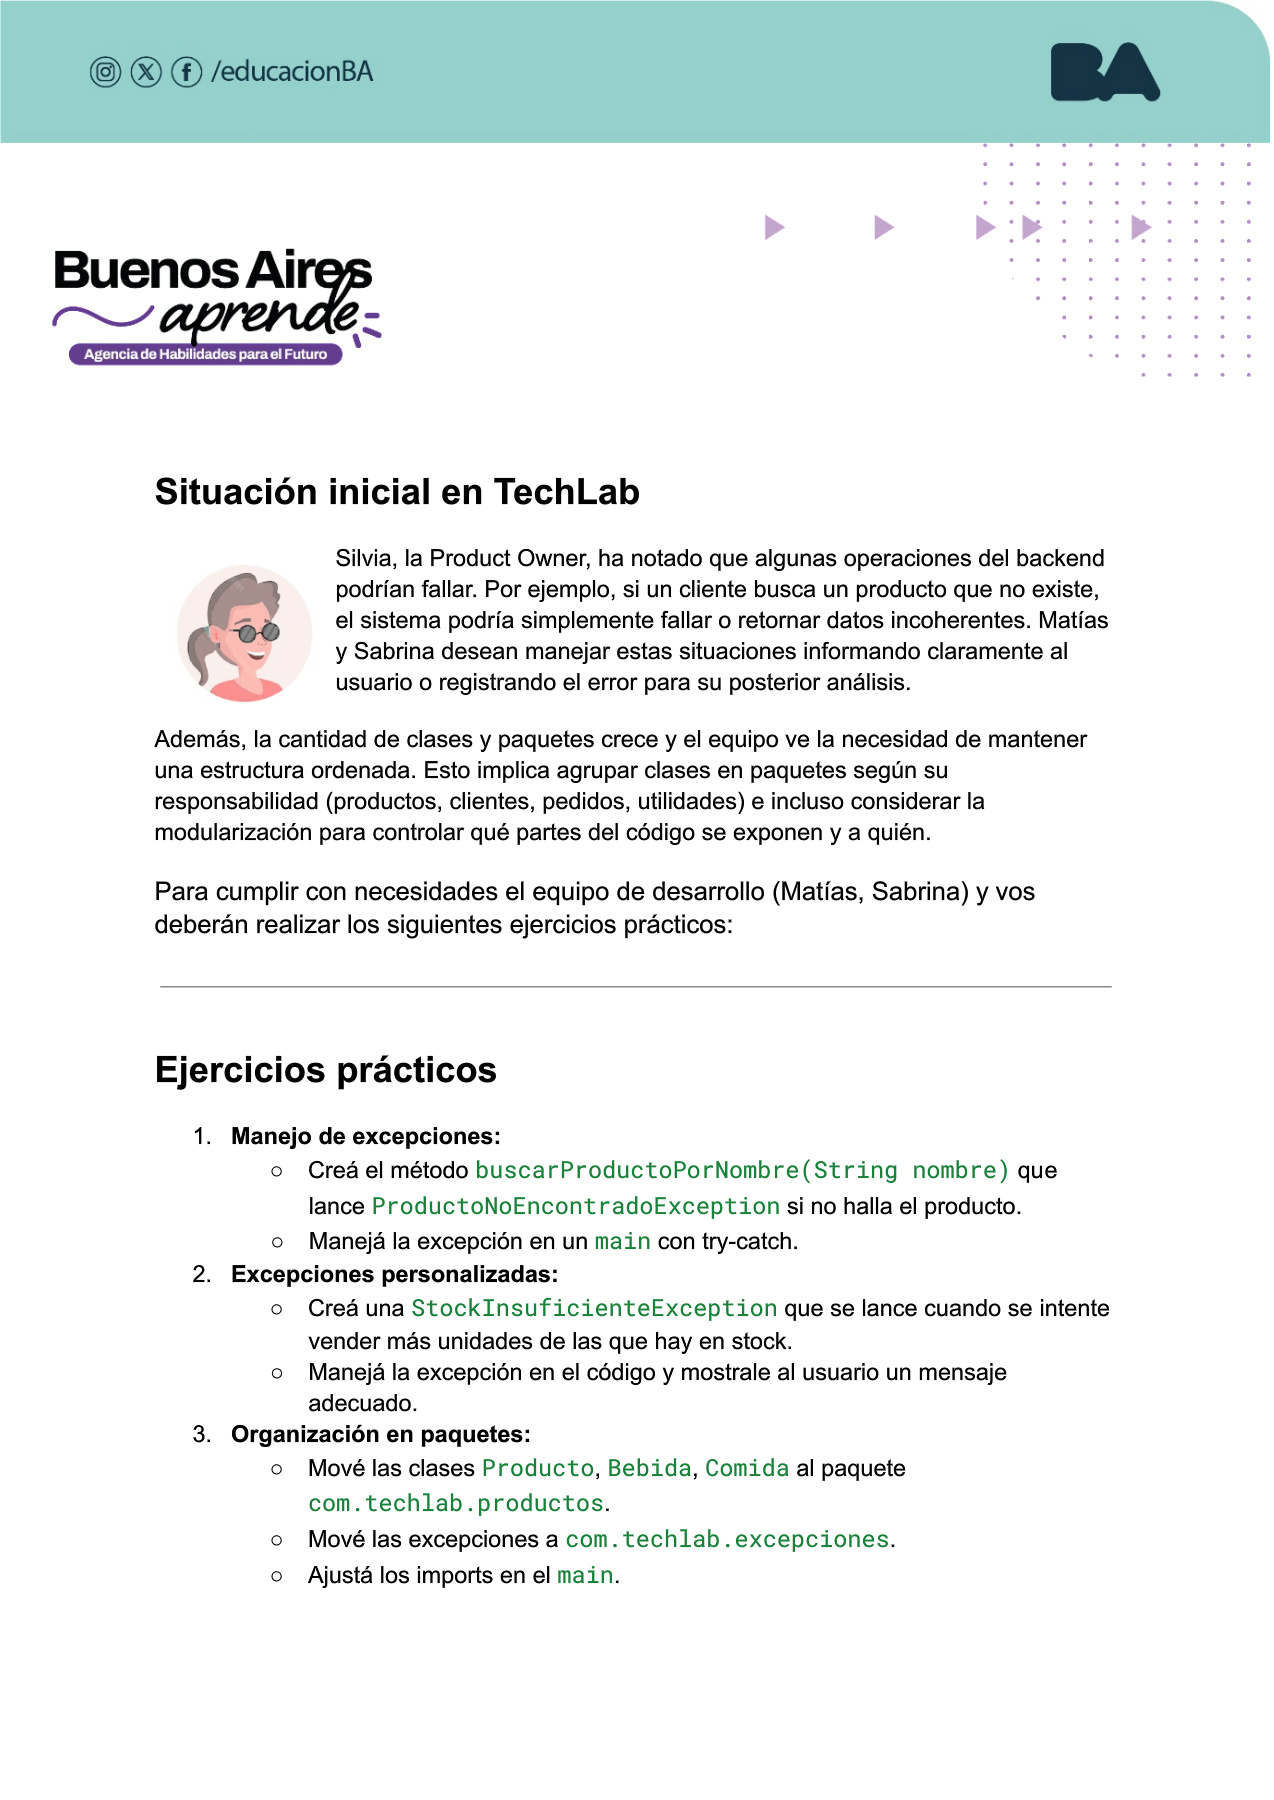 /educacionBA
BA
Buenos Aires
aprende
Agencia de Habilidades para el Futuro
Situación inicial en TechLab
Silvia, la Product Owner, ha notado que algunas operaciones del backend
podrían fallar. Por ejemplo, si un cliente busca un producto que no existe,
el sistema podría simplemente fallar o retornar datos incoherentes. Matías
y Sabrina desean manejar estas situaciones informando claramente al
usuario o registrando el error para su posterior análisis.
Además, la cantidad de clases y paquetes crece y el equipo ve la necesidad de mantener
una estructura ordenada. Esto implica agrupar clases en paquetes según su
responsabilidad (productos, clientes, pedidos, utilidades) e incluso considerar la
modularización para controlar qué partes del código se exponen y a quién.
Para cumplir con necesidades el equipo de desarrollo (Matías, Sabrina) y vos
deberán realizar los siguientes ejercicios prácticos:
Ejercicios prácticos
1. Manejo de excepciones:
○ Creá el método buscarProductoPorNombre(String nombre) que
lance ProductoNoEncontradoException si no halla el producto.
○ Manejá la excepción en un main con try-catch.
2. Excepciones personalizadas:
○ Creá una StockInsuficienteException que se lance cuando se intente
vender más unidades de las que hay en stock.
○ Manejá la excepción en el código y mostrale al usuario un mensaje
adecuado.
3. Organización en paquetes:
○ Mové las clases Producto, Bebida, Comida al paquete
com.techlab.productos.
○ Mové las excepciones a com.techlab.excepciones.
○ Ajustá los imports en el main.